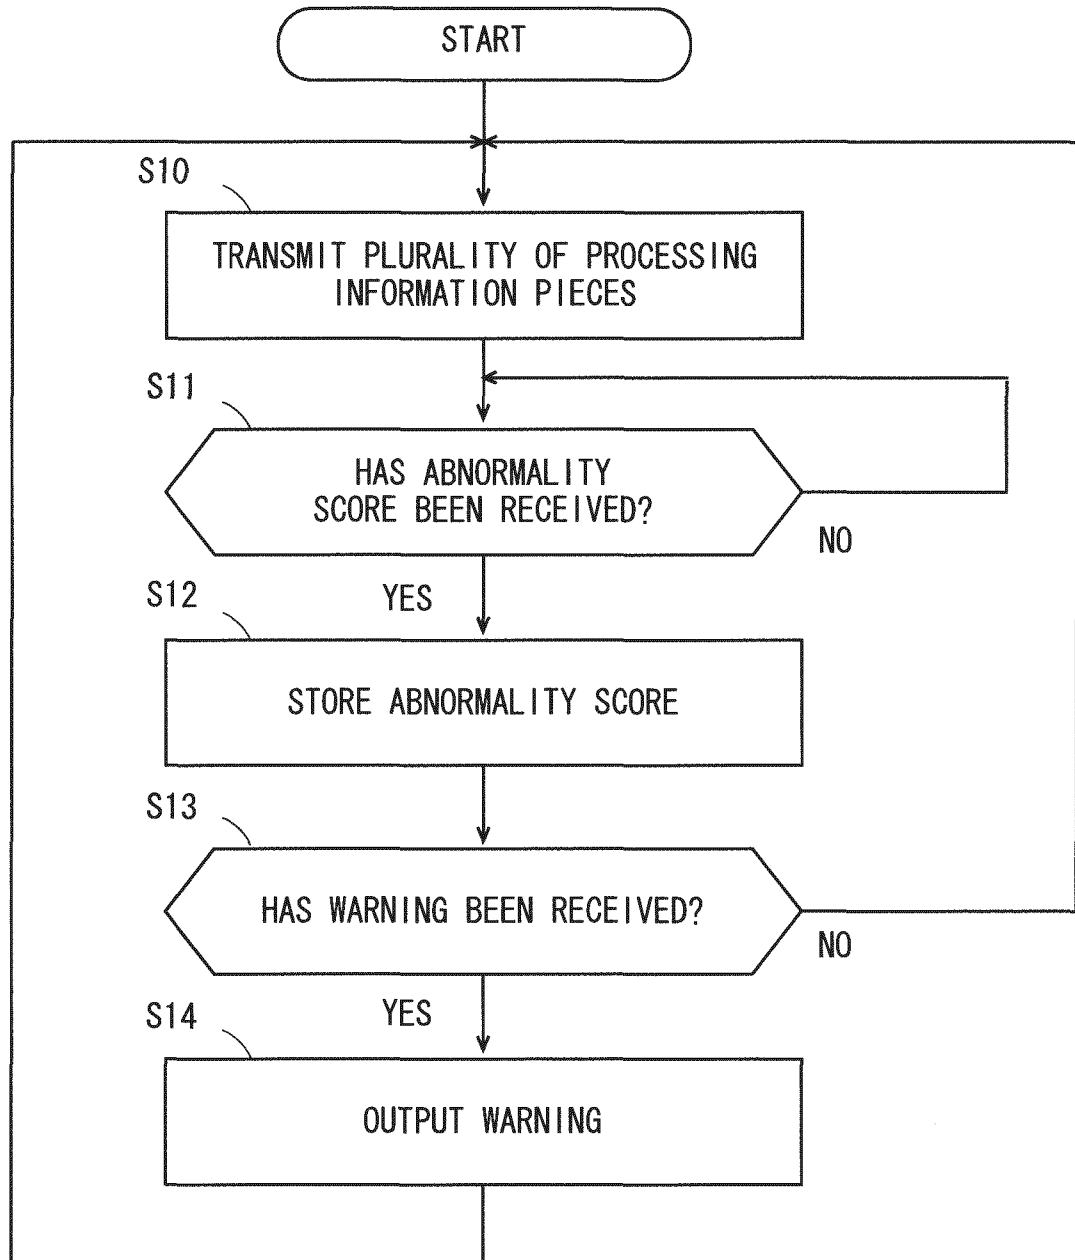 START
S10
TRANSMIT PLURALITY OF PROCESSING
INFORMATION PIECES
S11
HAS ABNORMALITY
SCORE BEEN RECEIVED?
NO
YES
S12
STORE ABNORMALITY SCORE
S13
HAS WARNING BEEN RECEIVED?
NO
YES
S14
OUTPUT WARNING